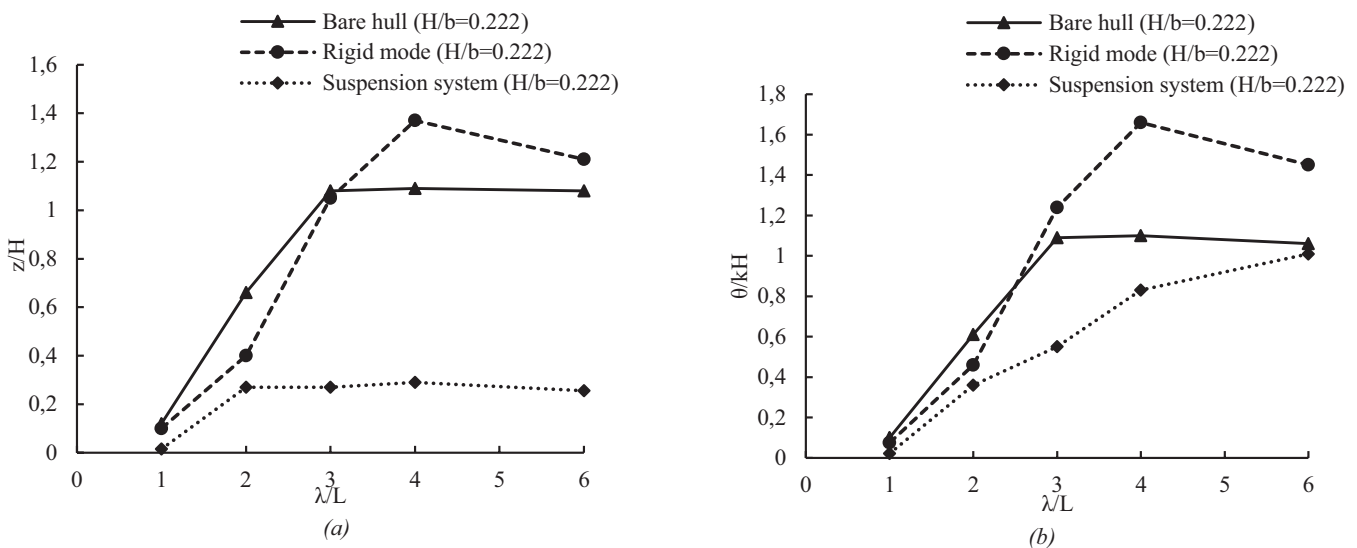 Bare hull (H/b=0.222)
Rigid mode (H/b=0.222)
Suspension system (H/b=0.222)
1,6
1,4
1,2
1
0,8
0,6
0,4
0,2
0
z/H
0 1 2 3 4 5 6
λ/L
(a)
Bare hull (H/b=0.222)
Rigid mode (H/b=0.222)
Suspension system (H/b=0.222)
1,8
1,6
1,4
1,2
1
0,8
0,6
0,4
0,2
0
θ/kH
0 1 2 3 4 5 6
λ/L
(b)